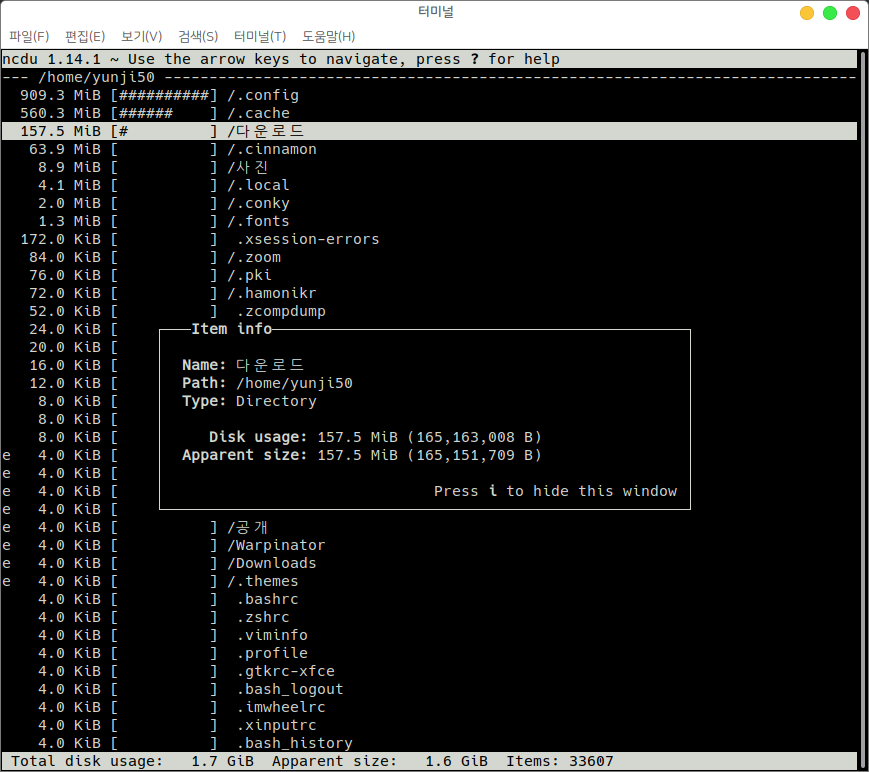 터미널
파일(F) 편집(E) 보기(V) 검색(S) 터미널(T) 도움말(H)
ncdu 1.14.1 ~ Use the arrow keys to navigate, press ? for help
--- /home/yunji50 -----------------------------------------------------------------------------
  909.3 MiB [##########] /.config
  560.3 MiB [######    ] /.cache
  157.5 MiB [#         ] /다운로드
   63.9 MiB [          ] /.cinnamon
    8.9 MiB [          ] /사진
    4.1 MiB [          ] /.local
    2.0 MiB [          ] /.conky
    1.3 MiB [          ] /.fonts
  172.0 KiB [          ]  .xsession-errors
   84.0 KiB [          ] /.zoom
   76.0 KiB [          ] /.pki
   72.0 KiB [          ] /.hamonikr
   52.0 KiB [          ]  .zcompdump
   24.0 KiB [ Item info
   20.0 KiB [
   16.0 KiB [ Name: 다운로드
   12.0 KiB [ Path: /home/yunji50
    8.0 KiB [ Type: Directory
    8.0 KiB [
    8.0 KiB [ Disk usage: 157.5 MiB (165,163,008 B)
e   4.0 KiB [ Apparent size: 157.5 MiB (165,151,709 B)
e   4.0 KiB [
e   4.0 KiB [ Press i to hide this window
e   4.0 KiB [
e   4.0 KiB [          ] /공개
e   4.0 KiB [          ] /Warpinator
e   4.0 KiB [          ] /Downloads
e   4.0 KiB [          ] /.themes
    4.0 KiB [          ]  .bashrc
    4.0 KiB [          ]  .zshrc
    4.0 KiB [          ]  .viminfo
    4.0 KiB [          ]  .profile
    4.0 KiB [          ]  .gtkrc-xfce
    4.0 KiB [          ]  .bash_logout
    4.0 KiB [          ]  .imwheelrc
    4.0 KiB [          ]  .xinputrc
    4.0 KiB [          ]  .bash_history
Total disk usage:   1.7 GiB  Apparent size:   1.6 GiB  Items: 33607